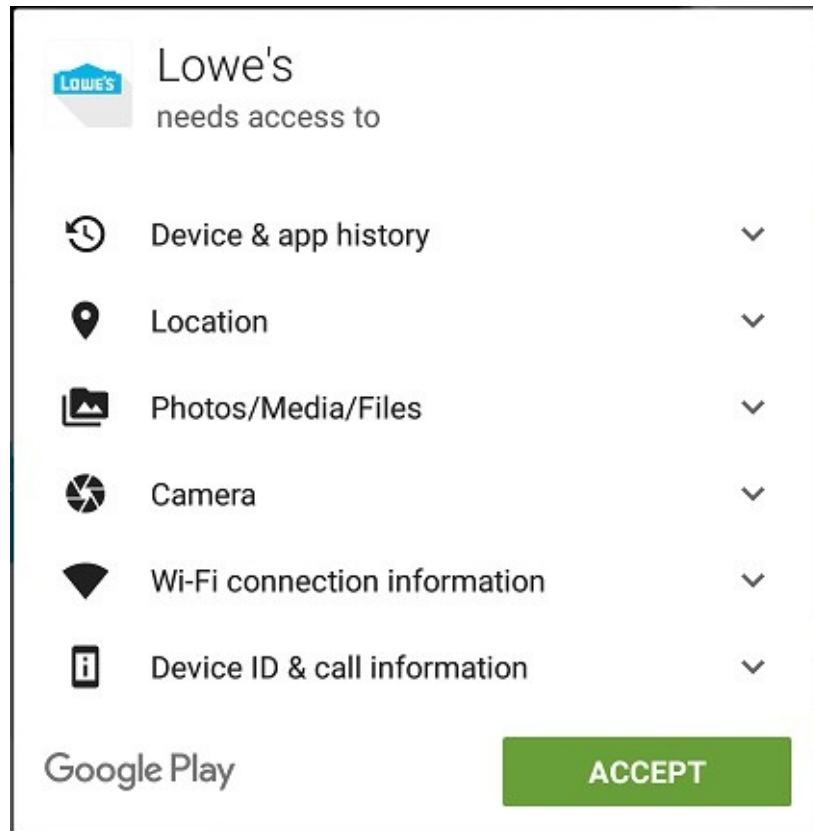 Lowe's
LOWE'S
needs access to
Device & app history
Location
Photos/Media/Files
Camera
Wi-Fi connection information
Device ID & call information
Google Play
ACCEPT